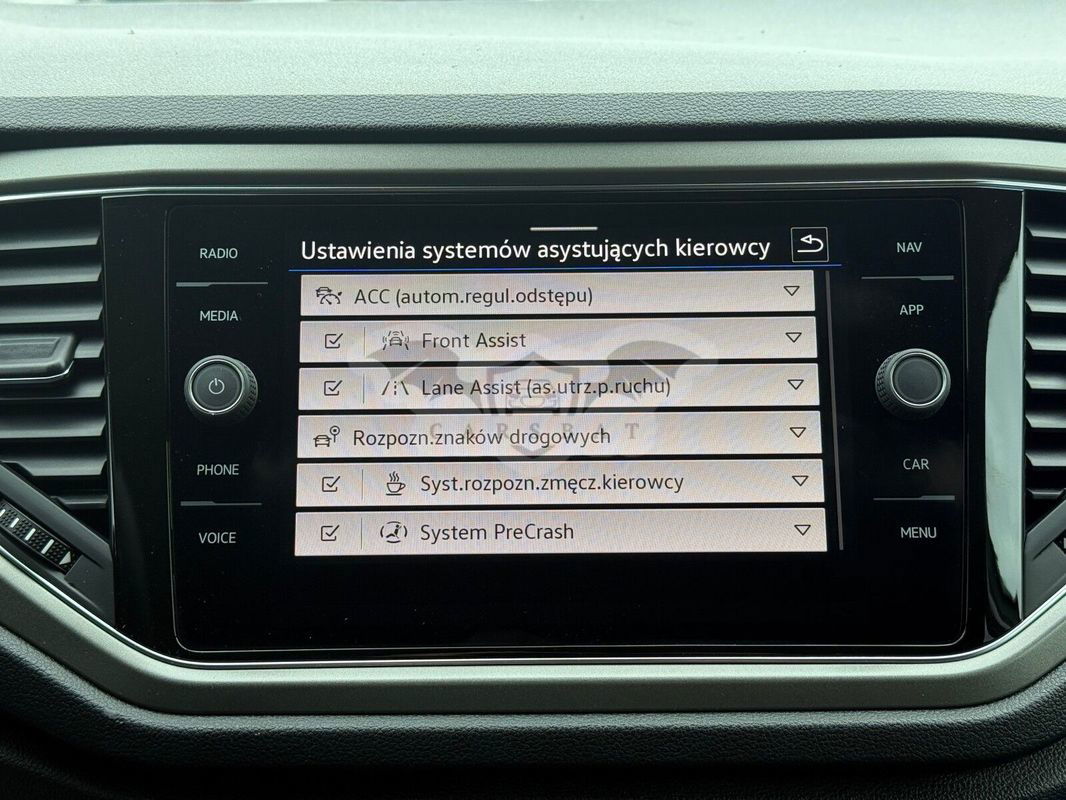 RADIO
MEDIA
PHONE
VOICE
Ustawienia systemów asystujących kierowcy
ACC (autom.regul.odstępu)
Front Assist
Lane Assist (as.utrz.p.ruchu)
Rozpozn.znaków drogowych
Syst.rozpozn.zmęcz.kierowcy
System PreCrash
CARSBAT
NAV
APP
CAR
MENU